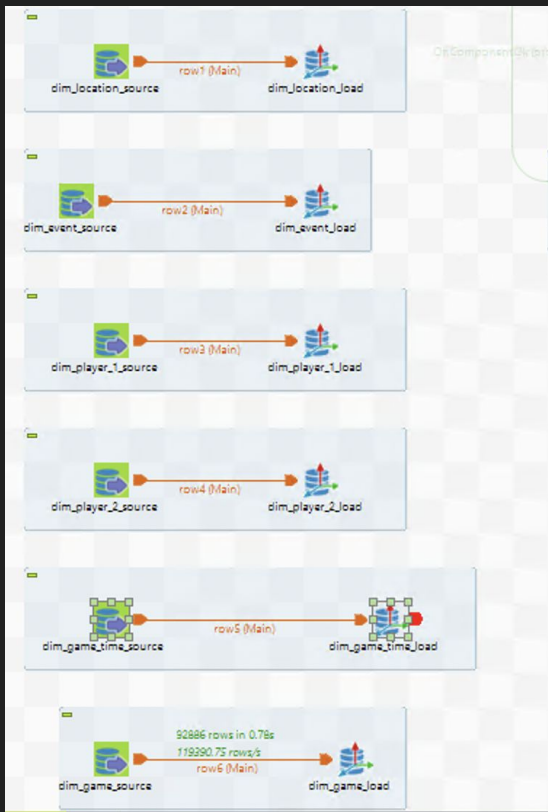 row1 (Main)
dim_location_source
dim_location_load
row2 (Main)
dim_event_source
dim_event_load
row3 (Main)
dim_player_1_source
dim_player_1_load
row4 (Main)
dim_player_2_source
dim_player_2_load
row5 (Main)
dim_game_time_source
dim_game_time_load
92886 rows in 0.78s
119390.75 rows/s
row6 (Main)
dim_game_source
dim_game_load